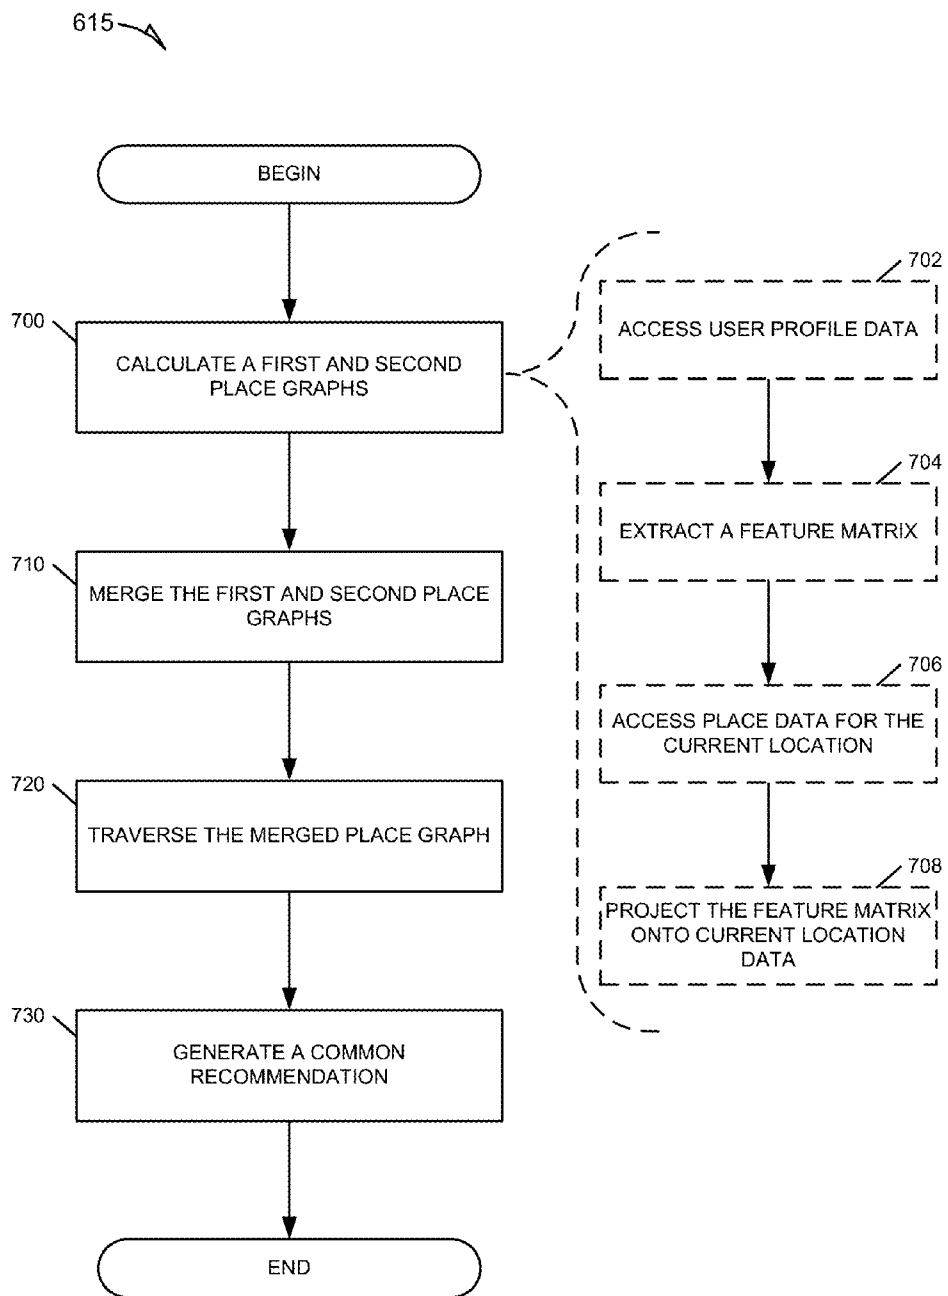 615
BEGIN
700
CALCULATE A FIRST AND SECOND
PLACE GRAPHS
710
MERGE THE FIRST AND SECOND PLACE
GRAPHS
720
TRAVERSE THE MERGED PLACE GRAPH
730
GENERATE A COMMON
RECOMMENDATION
END
702
ACCESS USER PROFILE DATA
704
EXTRACT A FEATURE MATRIX
706
ACCESS PLACE DATA FOR THE
CURRENT LOCATION
708
PROJECT THE FEATURE MATRIX
ONTO CURRENT LOCATION
DATA